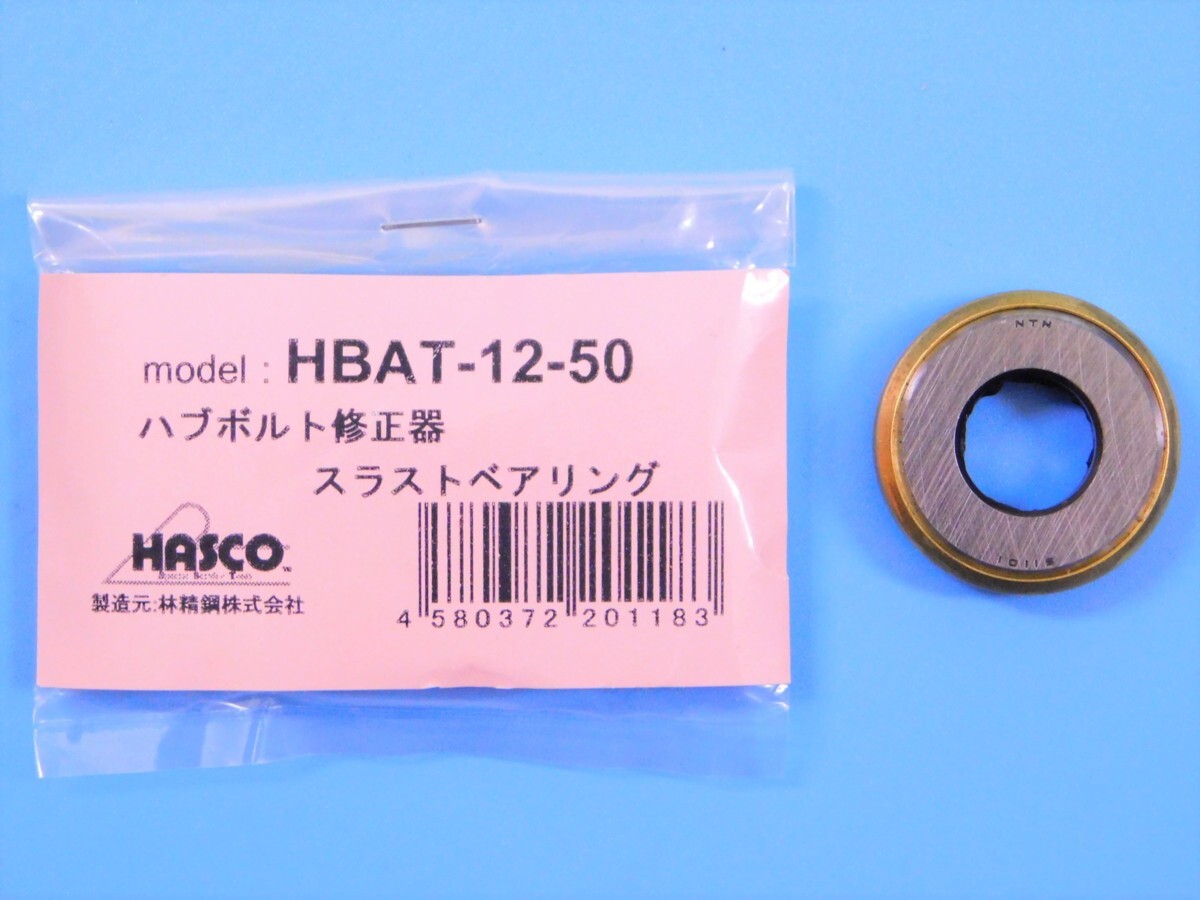 model : HBAT-12-50
ハブボルト修正器
スラストベアリング
HASCO
製造元:林精鋼株式会社
4 580372 201183
NTN